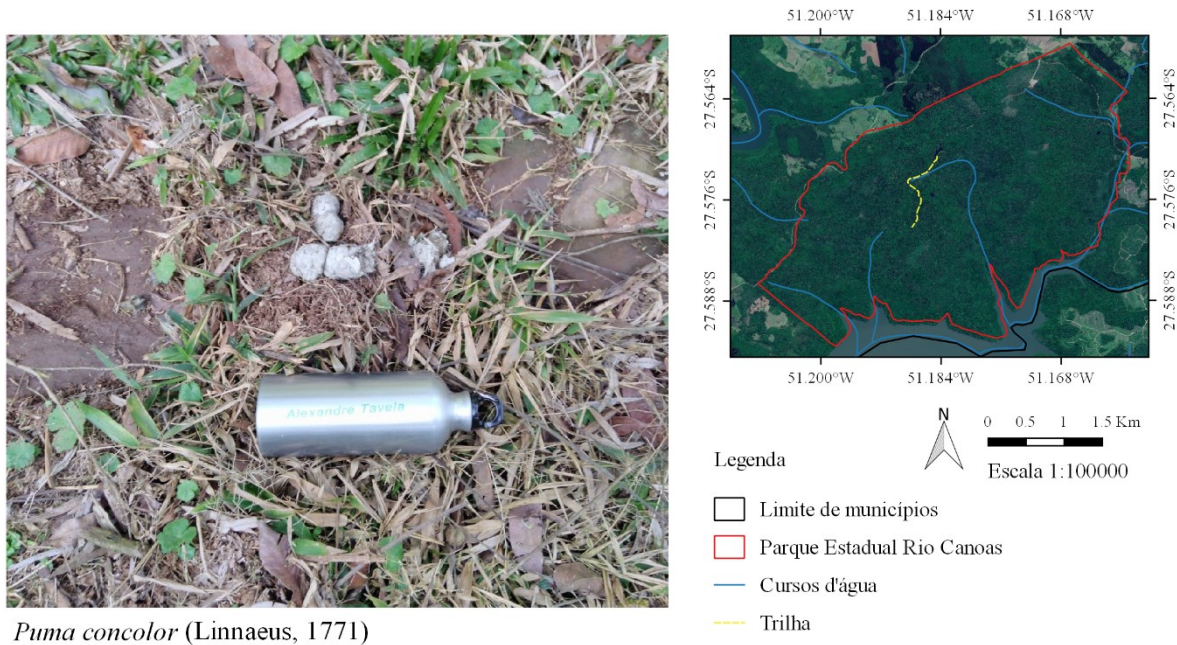 Alexandre Tavela
Puma concolor (Linnaeus, 1771)
51.200°W 51.184°W 51.168°W
27.564°S 27.564°S
27.576°S 27.576°S
27.588°S 27.588°S
51.200°W 51.184°W 51.168°W
N
0 0.5 1 1.5 Km
Escala 1:100000
Legenda
Limite de municípios
Parque Estadual Rio Canoas
Cursos d'água
Trilha